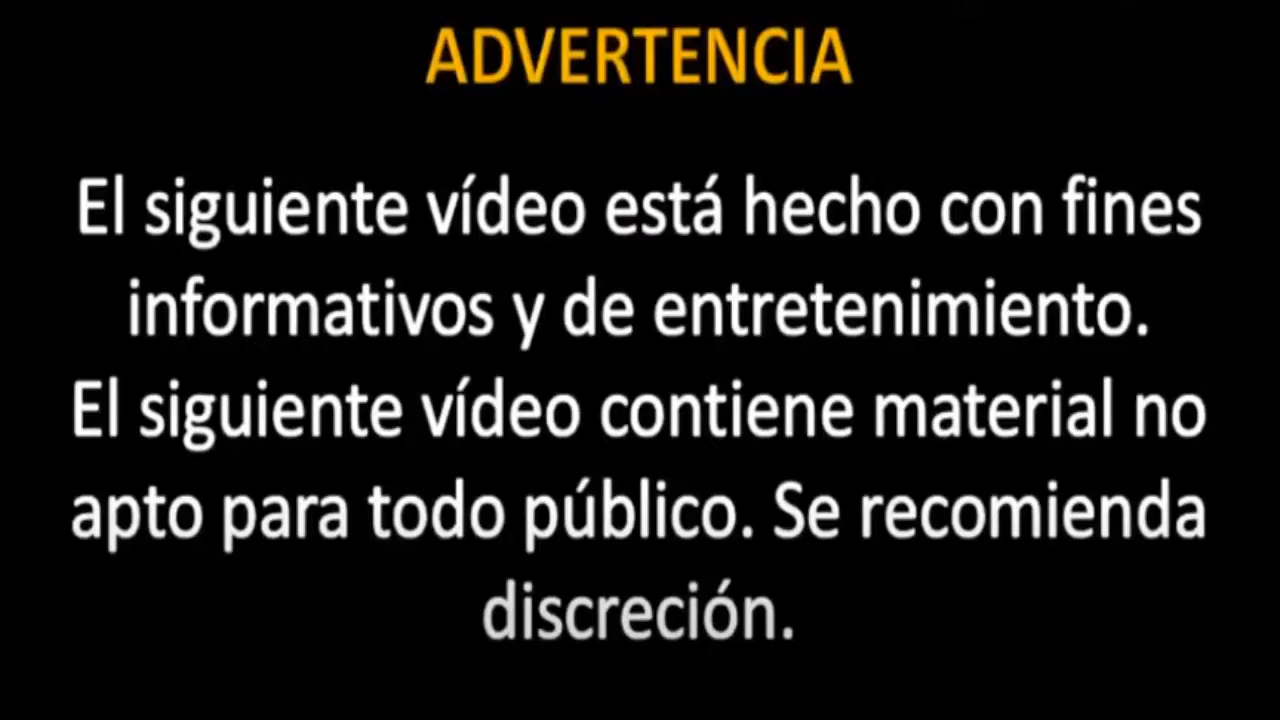 ADVERTENCIA
El siguiente vídeo está hecho con fines
informativos y de entretenimiento.
El siguiente vídeo contiene material no
apto para todo público. Se recomienda
discreción.